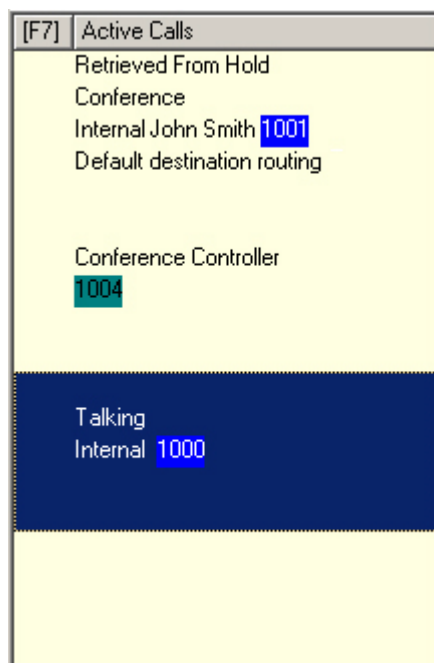 [F7] Active Calls
Retrieved From Hold
Conference
Internal John Smith 1001
Default destination routing
Conference Controller
1004
Talking
Internal 1000